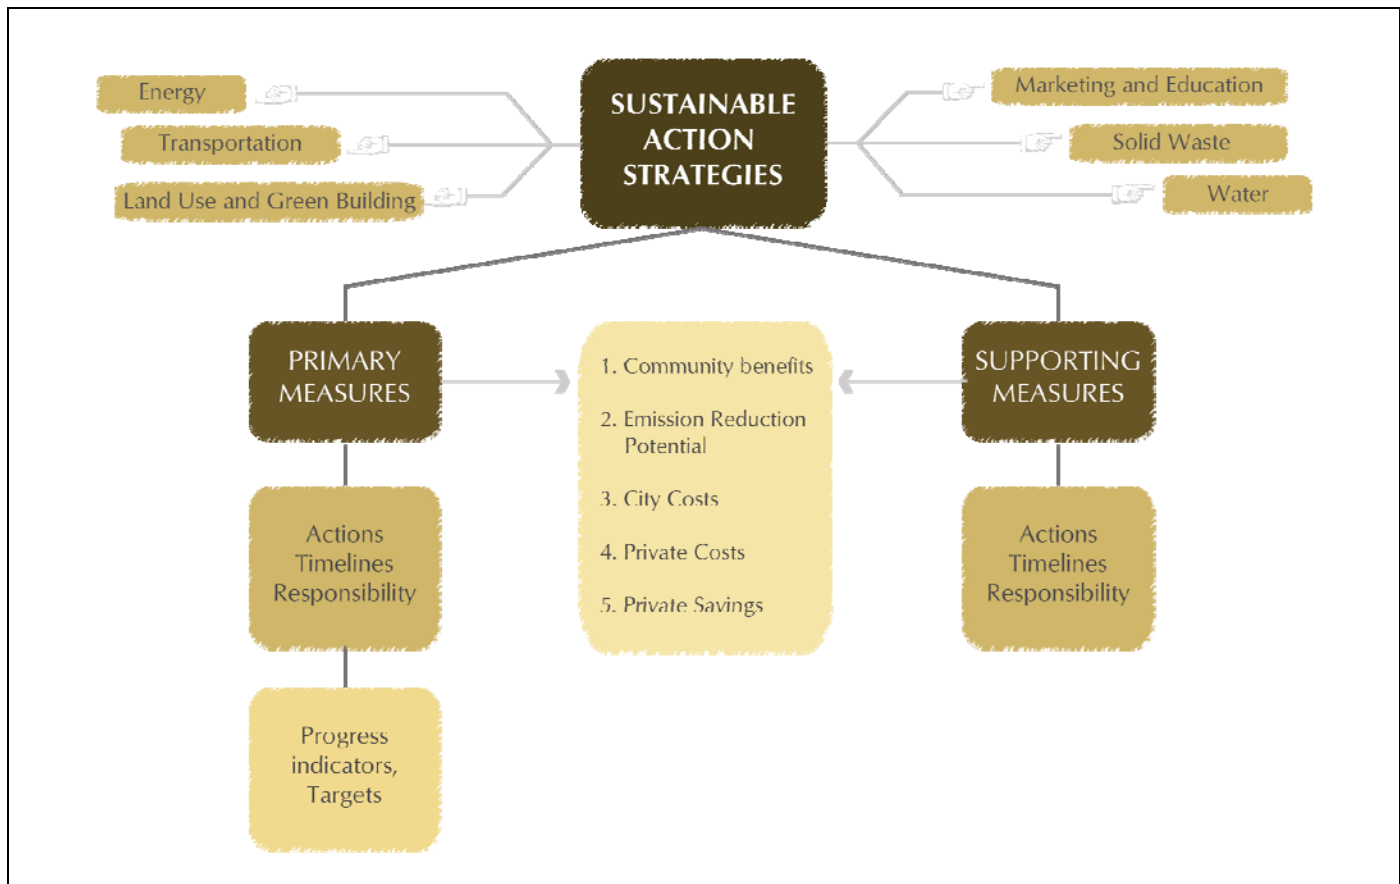 Energy
Transportation
Land Use and Green Building
SUSTAINABLE
ACTION
STRATEGIES
Marketing and Education
Solid Waste
Water
PRIMARY
MEASURES
1. Community benefits
2. Emission Reduction
Potential
3. City Costs
4. Private Costs
5. Private Savings
SUPPORTING
MEASURES
Actions
Timelines
Responsibility
Actions
Timelines
Responsibility
Progress
indicators,
Targets